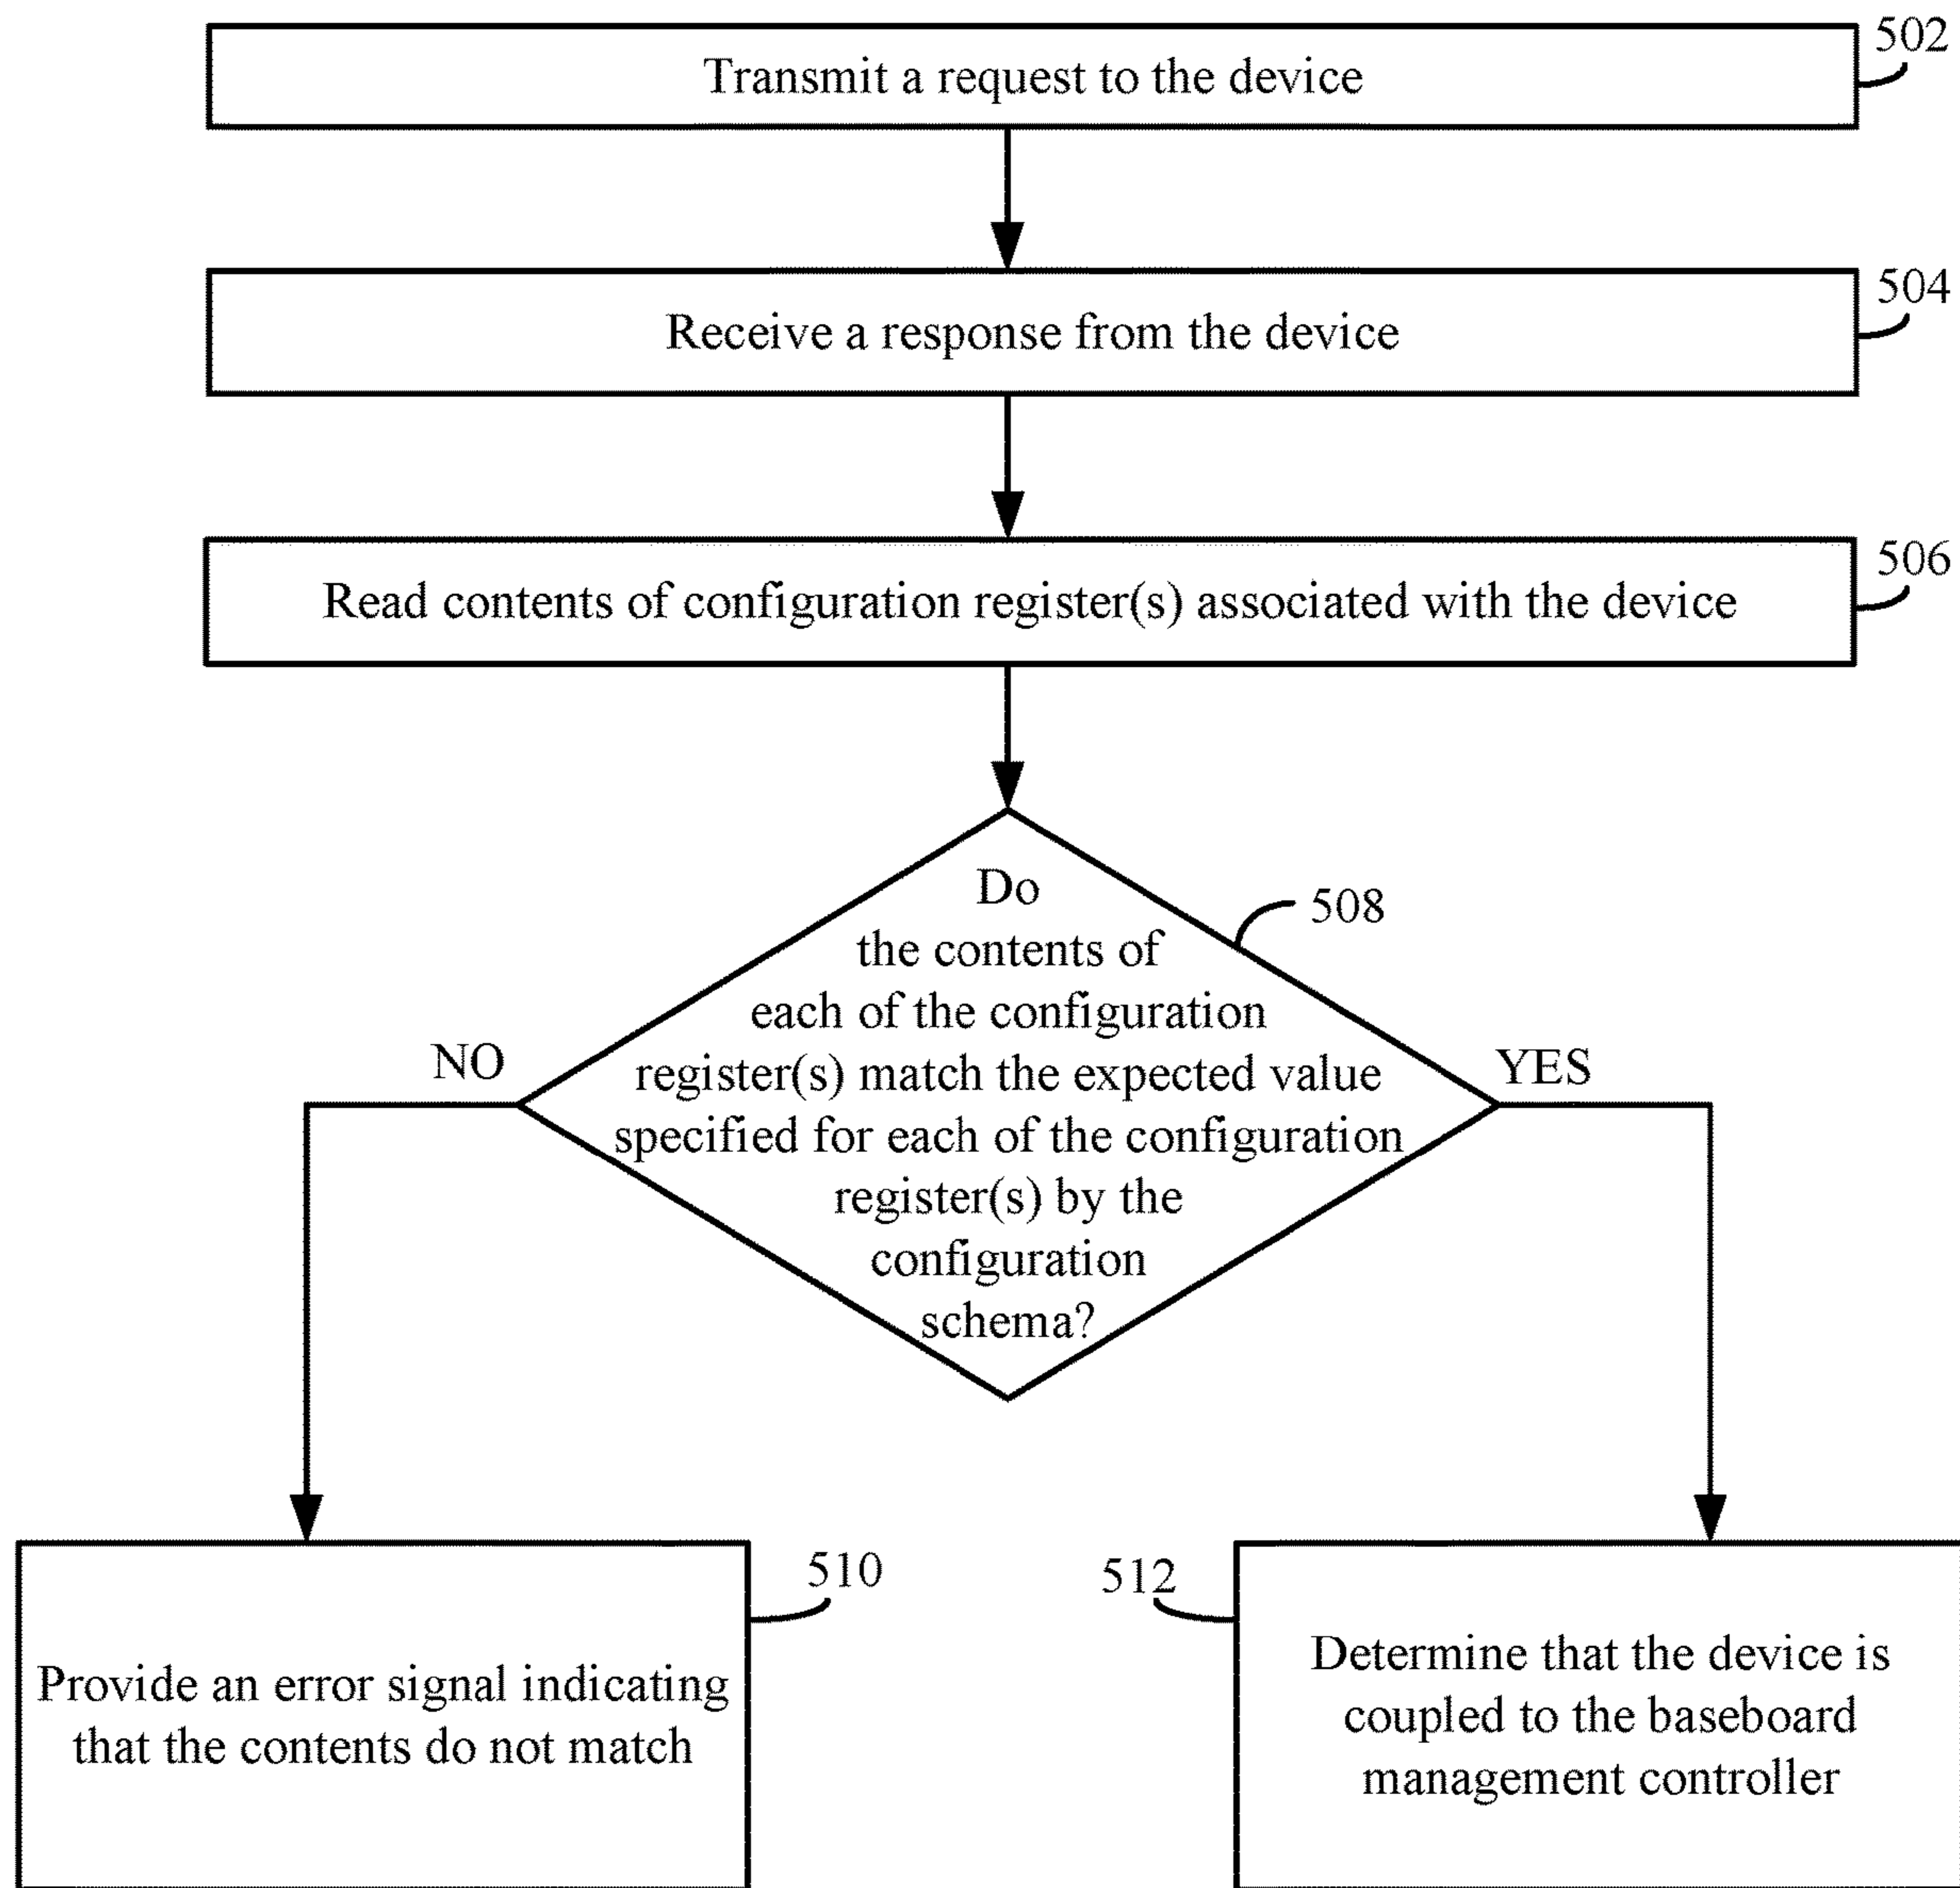 502
Transmit a request to the device
504
Receive a response from the device
506
Read contents of configuration register(s) associated with the device
508
Do
the contents of
each of the configuration
register(s) match the expected value
specified for each of the configuration
register(s) by the
configuration
schema?
NO
YES
510
Provide an error signal indicating
that the contents do not match
512
Determine that the device is
coupled to the baseboard
management controller